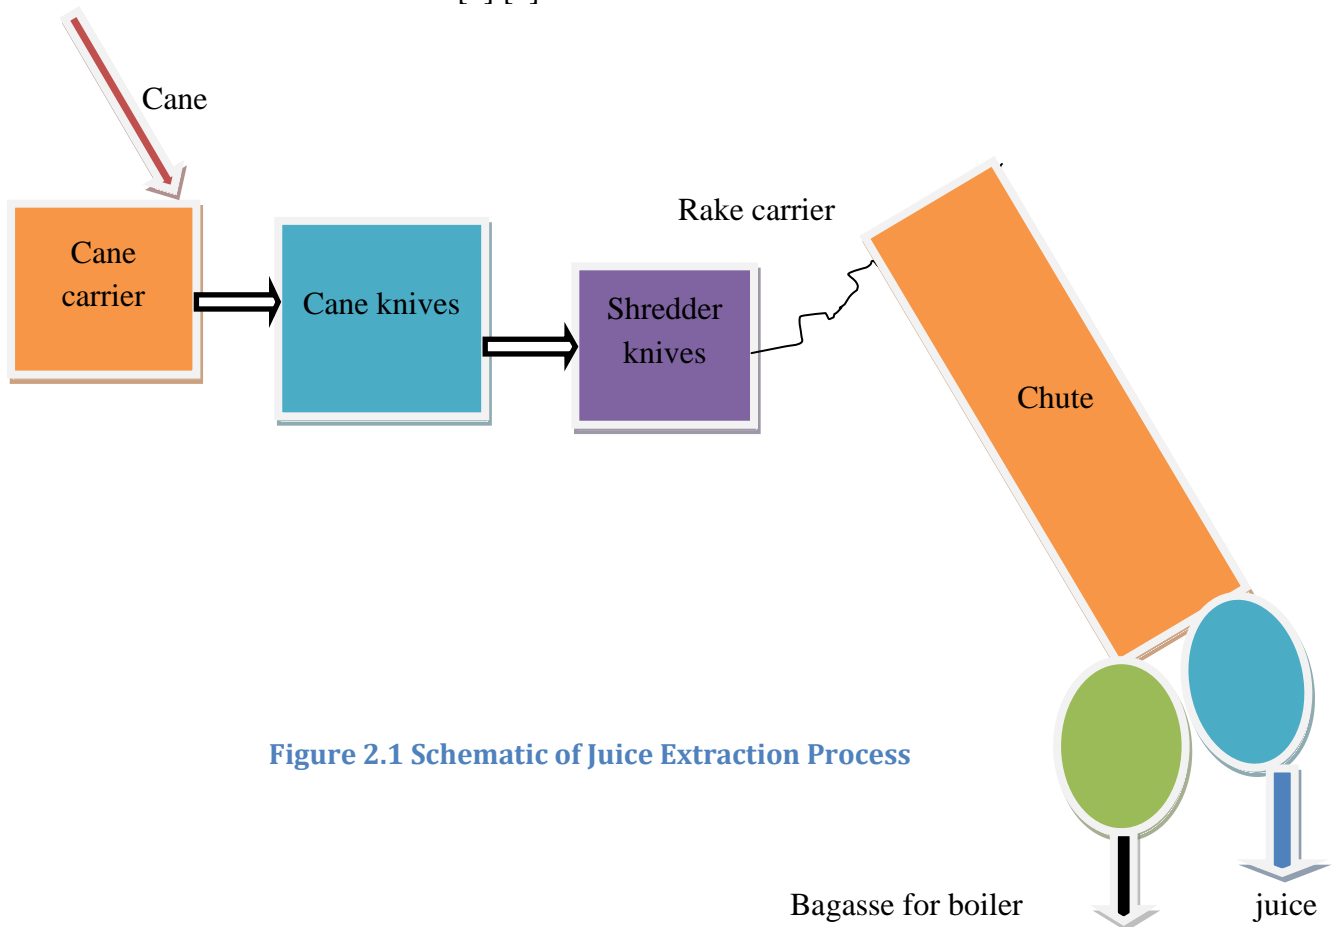 Cane
Cane
carrier
Cane knives
Shredder
knives
Rake carrier
Chute
Figure 2.1 Schematic of Juice Extraction Process
Bagasse for boiler
juice